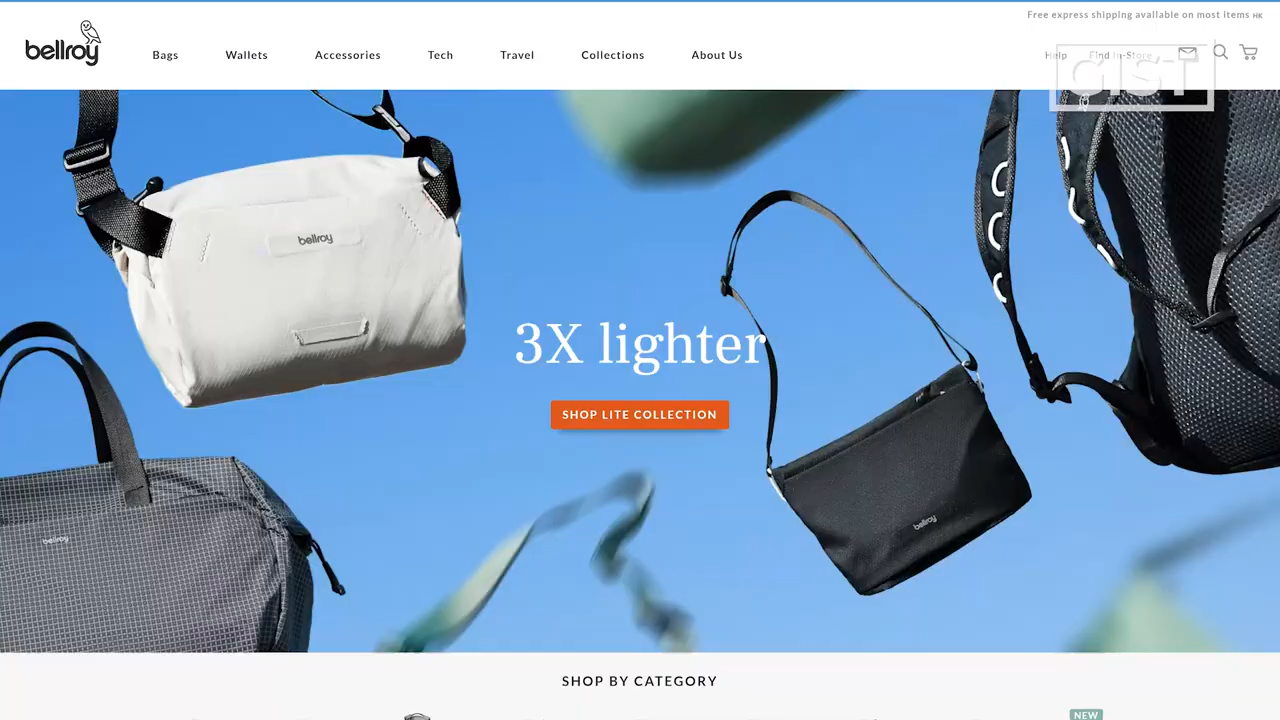 Free express shipping available on most items HK
bellroy
Bags Wallets Accessories Tech Travel Collections About Us Help Find In-Store
GIST
bellroy
3X lighter
SHOP LITE COLLECTION
bellroy
bellroy
SHOP BY CATEGORY
NEW